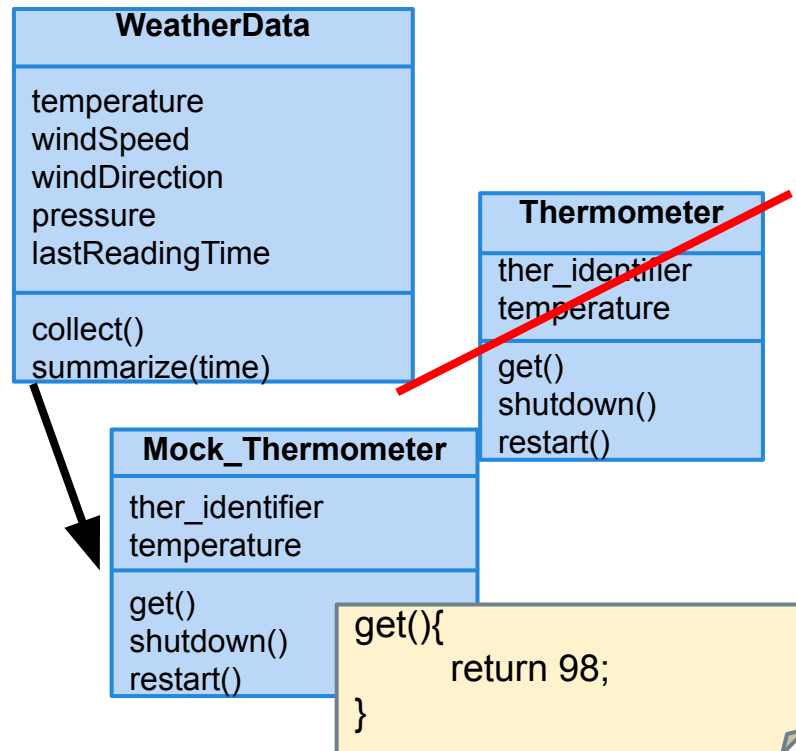 WeatherData
temperature
windSpeed
windDirection
pressure
lastReadingTime
collect()
summarize(time)
Thermometer
ther_identifier
temperature
get()
shutdown()
restart()
Mock_Thermometer
ther_identifier
temperature
get()
shutdown()
restart()
get(){
return 98;
}